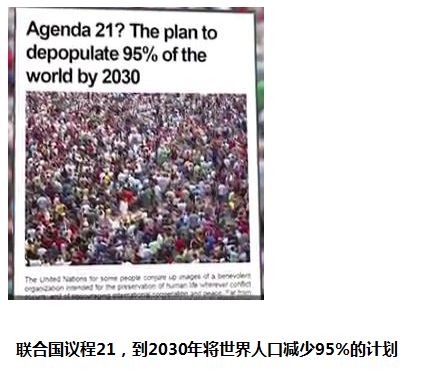 Agenda 21? The plan to
depopulate 95% of the
world by 2030
The United Nations for some people conjure up images of a benevolent
organization intended for the preservation of human life wherever conflict
and of encouraging international cooperation and peace. Far from
联合国议程21，到2030年将世界人口减少95%的计划